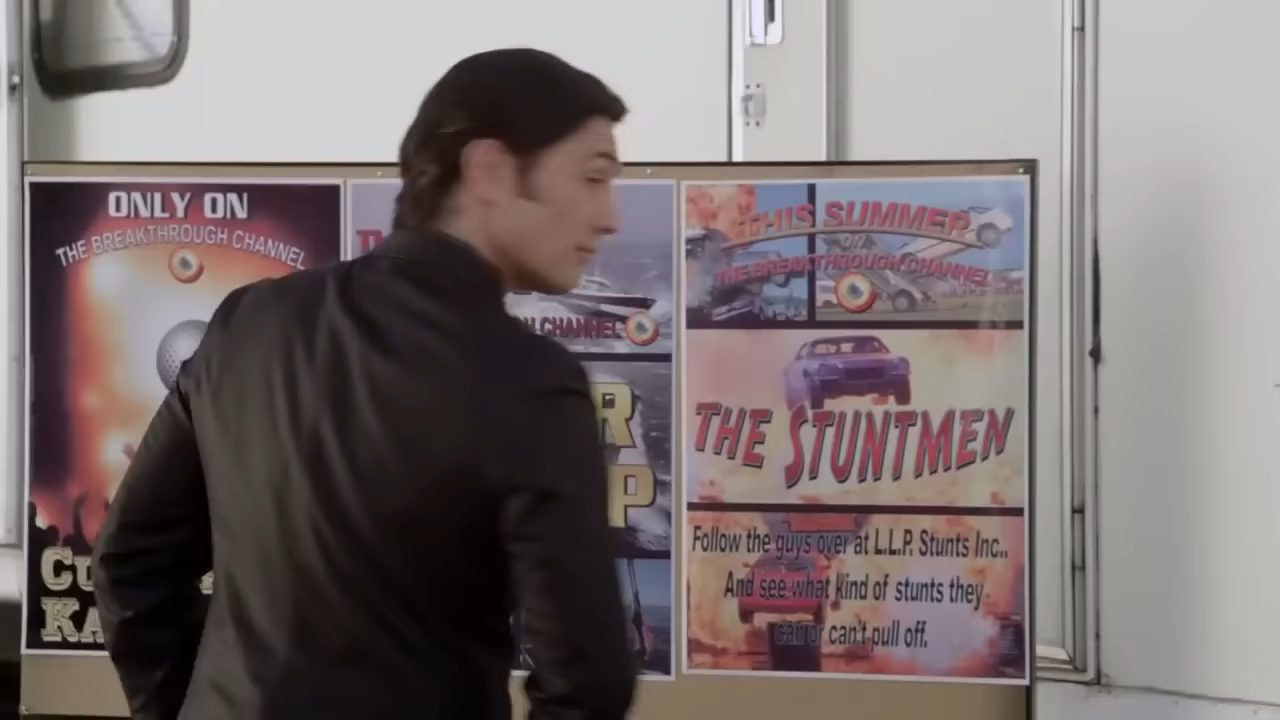 ONLY ON
THE BREAKTHROUGH CHANNEL
CHANNEL
R
P
THIS SUMMER
ON
THE BREAKTHROUGH CHANNEL
THE STUNTMEN
Follow the guys over at L.L.P. Stunts Inc..
And see what kind of stunts they
can or can't pull off.